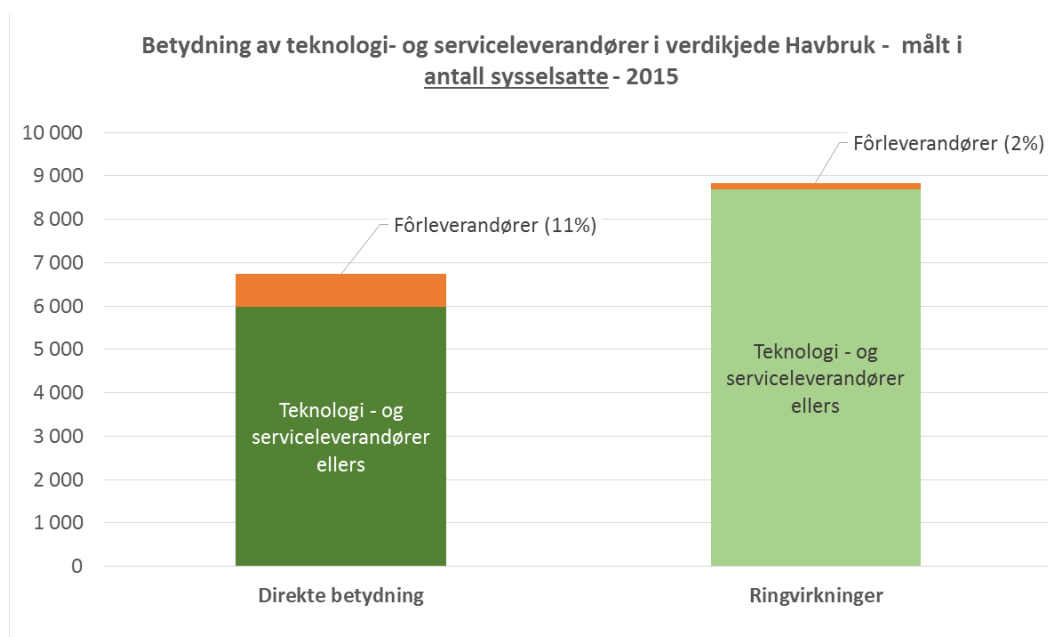 Betydning av teknologi- og serviceleverandører i verdikjede Havbruk - målt i
antall sysselsatte - 2015
10 000
9 000
8 000
7 000
6 000
5 000
4 000
3 000
2 000
1 000
0
Fôrleverandører (2%)
Fôrleverandører (11%)
Teknologi - og
serviceleverandører
ellers
Teknologi - og
serviceleverandører
ellers
Direkte betydning
Ringvirkninger